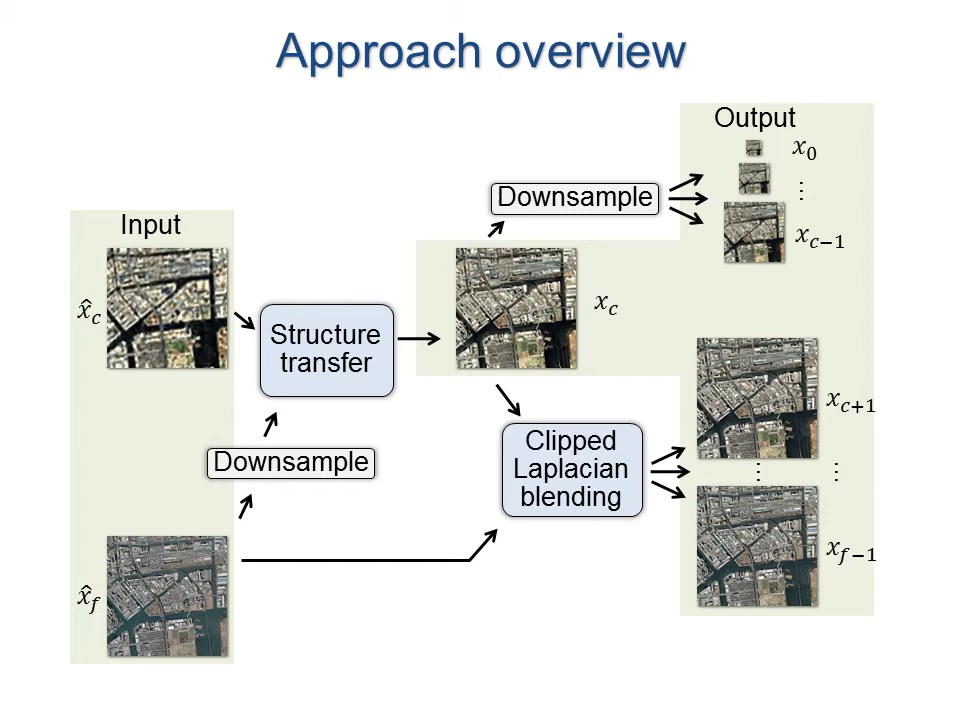 Approach overview
Output
x₀
⋮
x_{c−1}
Downsample
Input
x̂_c
Structure
transfer
x_c
x_{c+1}
Clipped
Laplacian
blending
Downsample
⋮ ⋮
x_{f−1}
x̂_f